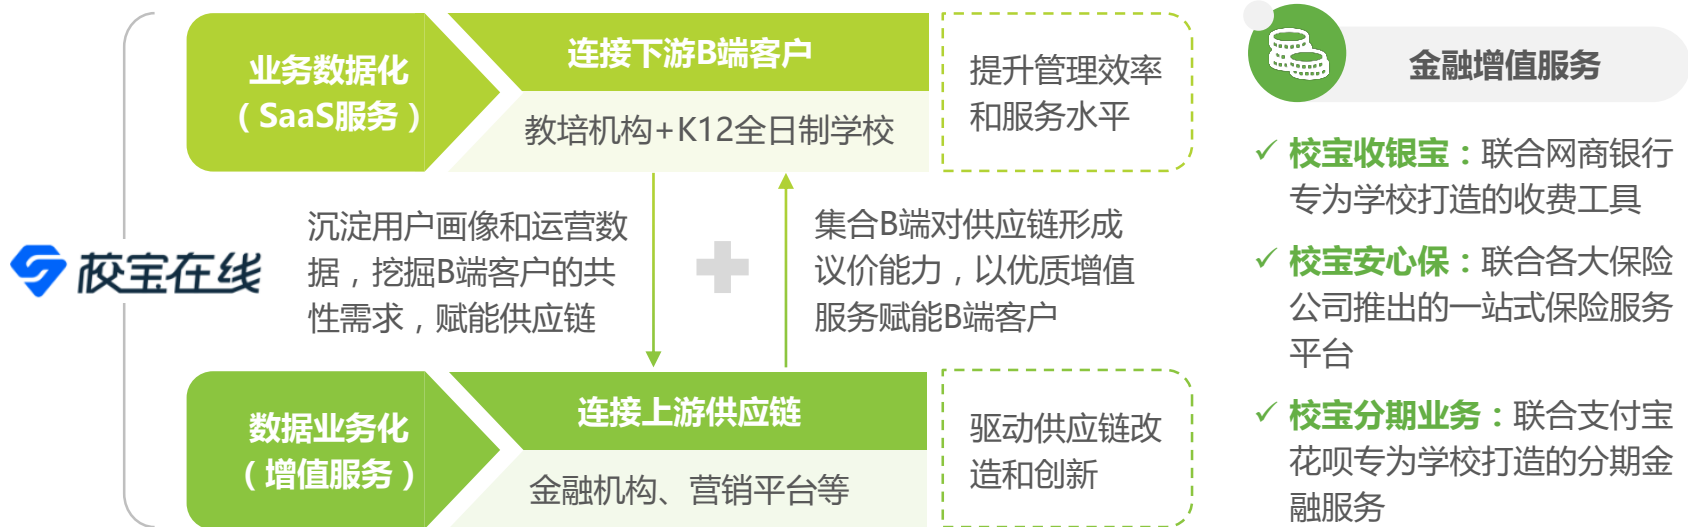 校宝在线
业务数据化
（SaaS服务）
连接下游B端客户
教培机构+K12全日制学校
提升管理效率
和服务水平
沉淀用户画像和运营数
据，挖掘B端客户的共
性需求，赋能供应链
集合B端对供应链形成
议价能力，以优质增值
服务赋能B端客户
数据业务化
（增值服务）
连接上游供应链
金融机构、营销平台等
驱动供应链改
造和创新
金融增值服务
✓ 校宝收银宝：联合网商银行
专为学校打造的收费工具
✓ 校宝安心保：联合各大保险
公司推出的一站式保险服务
平台
✓ 校宝分期业务：联合支付宝
花呗专为学校打造的分期金
融服务